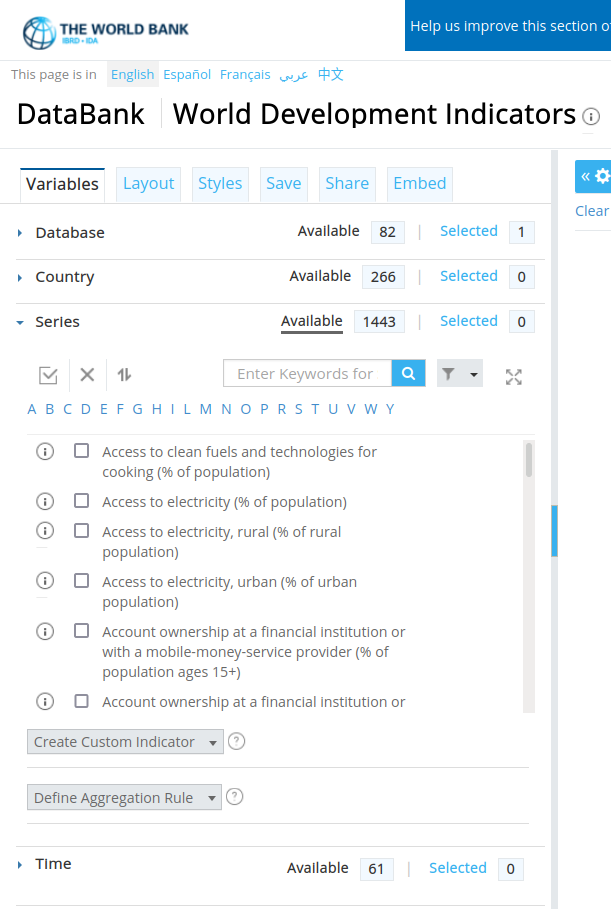 THE WORLD BANK
IBRD • IDA
Help us improve this section o
This page is in English Español Français عربي 中文
DataBank World Development Indicators
Variables Layout Styles Save Share Embed
« 
Clear
Database Available 82 | Selected 1
Country Available 266 | Selected 0
Series Available 1443 | Selected 0
Enter Keywords for
A B C D E F G H I L M N O P R S T U V W Y
Access to clean fuels and technologies for
cooking (% of population)
Access to electricity (% of population)
Access to electricity, rural (% of rural
population)
Access to electricity, urban (% of urban
population)
Account ownership at a financial institution or
with a mobile-money-service provider (% of
population ages 15+)
Account ownership at a financial institution or
Create Custom Indicator ?
Define Aggregation Rule ?
Time Available 61 | Selected 0